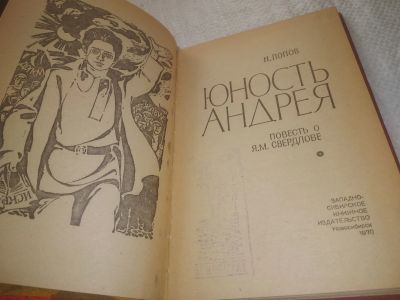 Н. ПОПОВ
ЮНОСТЬ
АНДРЕЯ
ПОВЕСТЬ О
Я.М. СВЕРДЛОВЕ
ЗАПАДНО-
СИБИРСКОЕ
КНИЖНОЕ
ИЗДАТЕЛЬСТВО
НОВОСИБИРСК